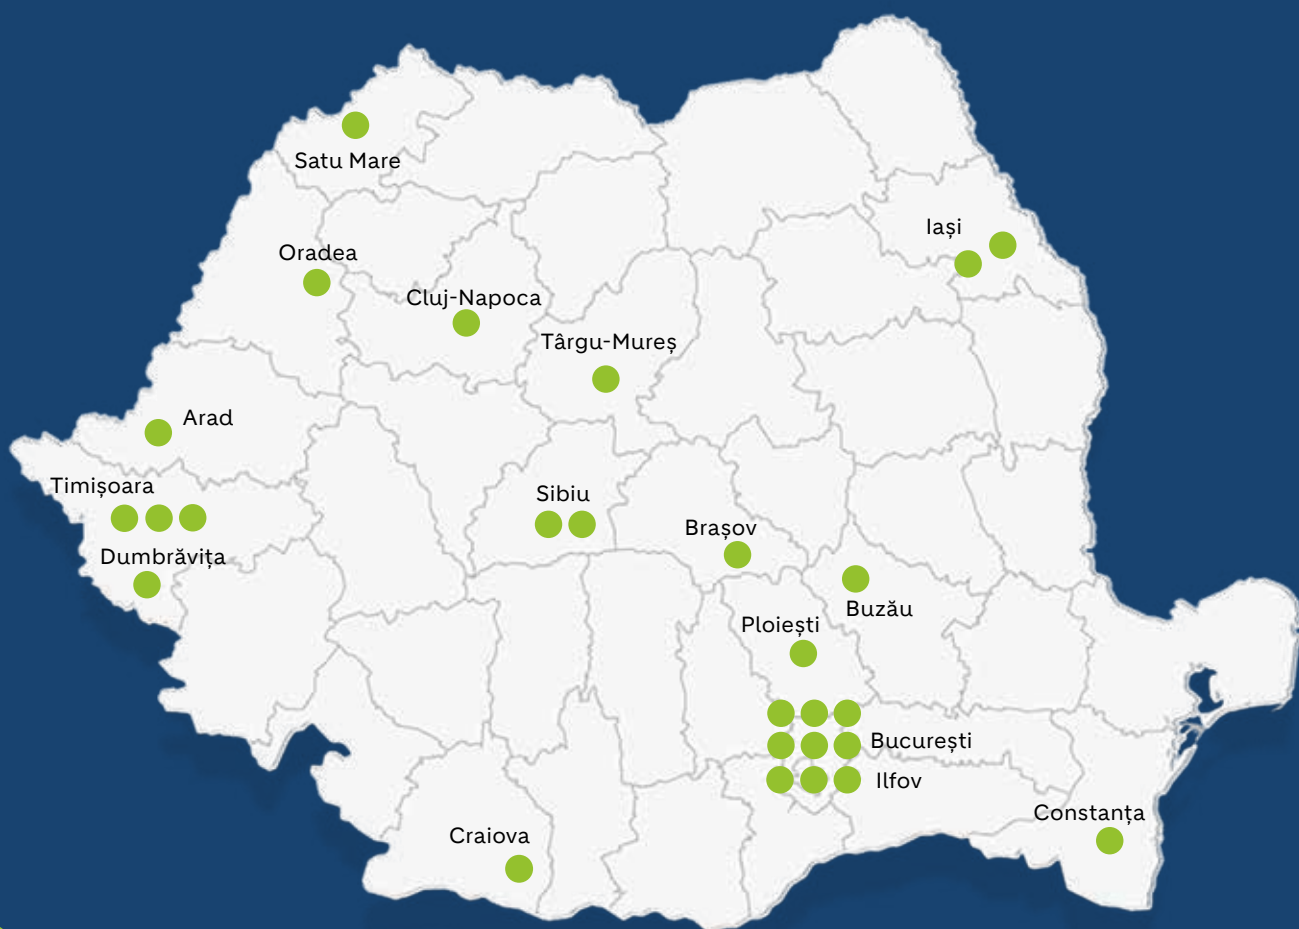 Satu Mare
Iași
Oradea
Cluj-Napoca
Târgu-Mureș
Arad
Timișoara
Sibiu
Brașov
Dumbrăvița
Buzău
Ploiești
București
Ilfov
Constanța
Craiova